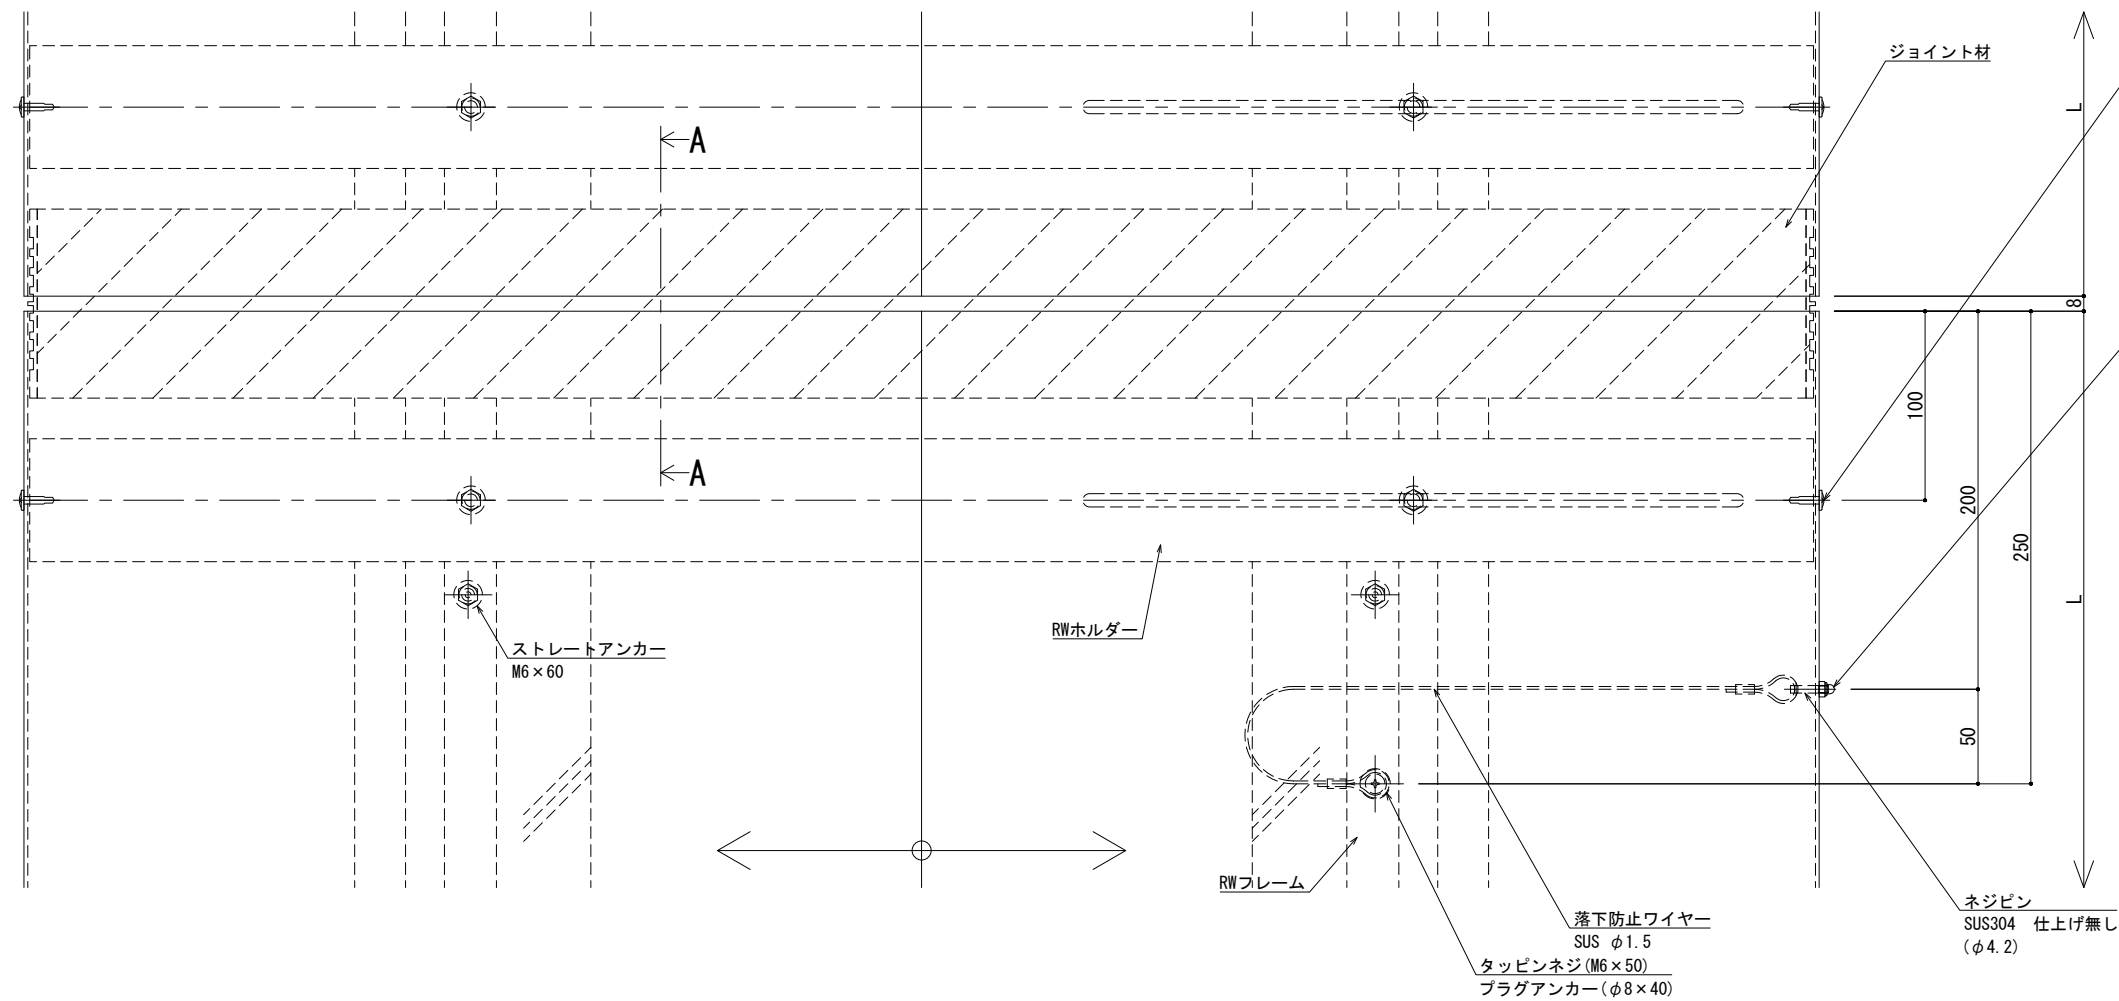 ジョイント材
L
A
8
100
A
200
250
L
RWホルダー
ストレートアンカー
M6×60
50
RWフレーム
ネジピン
SUS304 仕上げ無し
(φ4.2)
落下防止ワイヤー
SUS φ1.5
タッピンネジ(M6×50)
プラグアンカー(φ8×40)